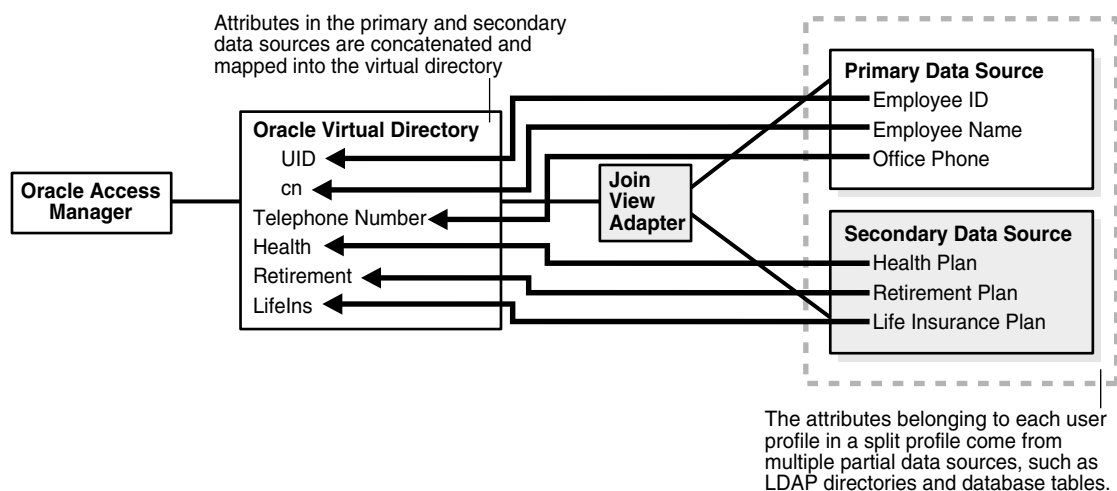 Attributes in the primary and secondary
data sources are concatenated and
mapped into the virtual directory
Oracle Access
Manager
Oracle Virtual Directory
UID
cn
Telephone Number
Health
Retirement
LifeIns
Join
View
Adapter
Primary Data Source
Employee ID
Employee Name
Office Phone
Secondary Data Source
Health Plan
Retirement Plan
Life Insurance Plan
The attributes belonging to each user
profile in a split profile come from
multiple partial data sources, such as
LDAP directories and database tables.